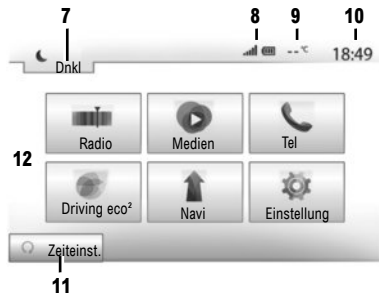 7 8 9 10
Dnkl --°C 18:49
Radio Medien Tel
12
Driving eco² Navi Einstellung
Zeiteinst.
11